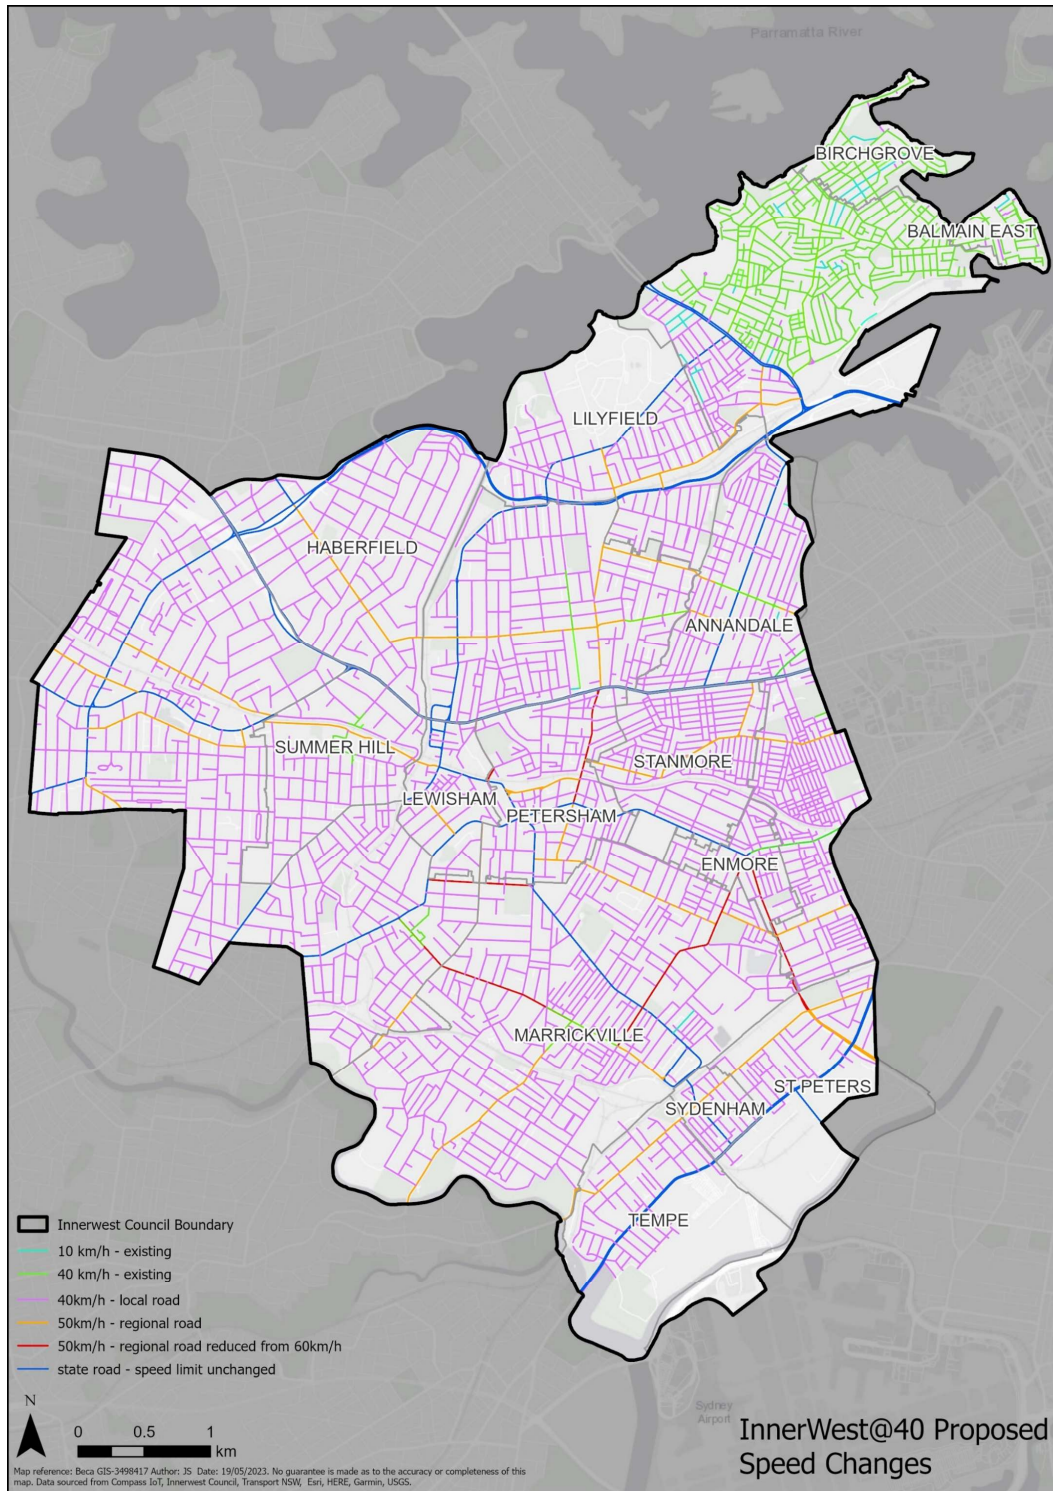 Parramatta River
BIRCHGROVE
BALMAIN EAST
LILYFIELD
HABERFIELD
ANNANDALE
SUMMER HILL
STANMORE
LEWISHAM
PETERSHAM
ENMORE
MARRICKVILLE
ST PETERS
SYDENHAM
TEMPE
Innerwest Council Boundary
10 km/h - existing
40 km/h - existing
40km/h - local road
50km/h - regional road
50km/h - regional road reduced from 60km/h
state road - speed limit unchanged
N
0 0.5 1
km
Sydney
Airport
InnerWest@40 Proposed
Speed Changes
Map reference: Beca GIS-3498417 Author: JS Date: 19/05/2023. No guarantee is made as to the accuracy or completeness of this
map. Data sourced from Compass IoT, Innerwest Council, Transport NSW, Esri, HERE, Garmin, USGS.